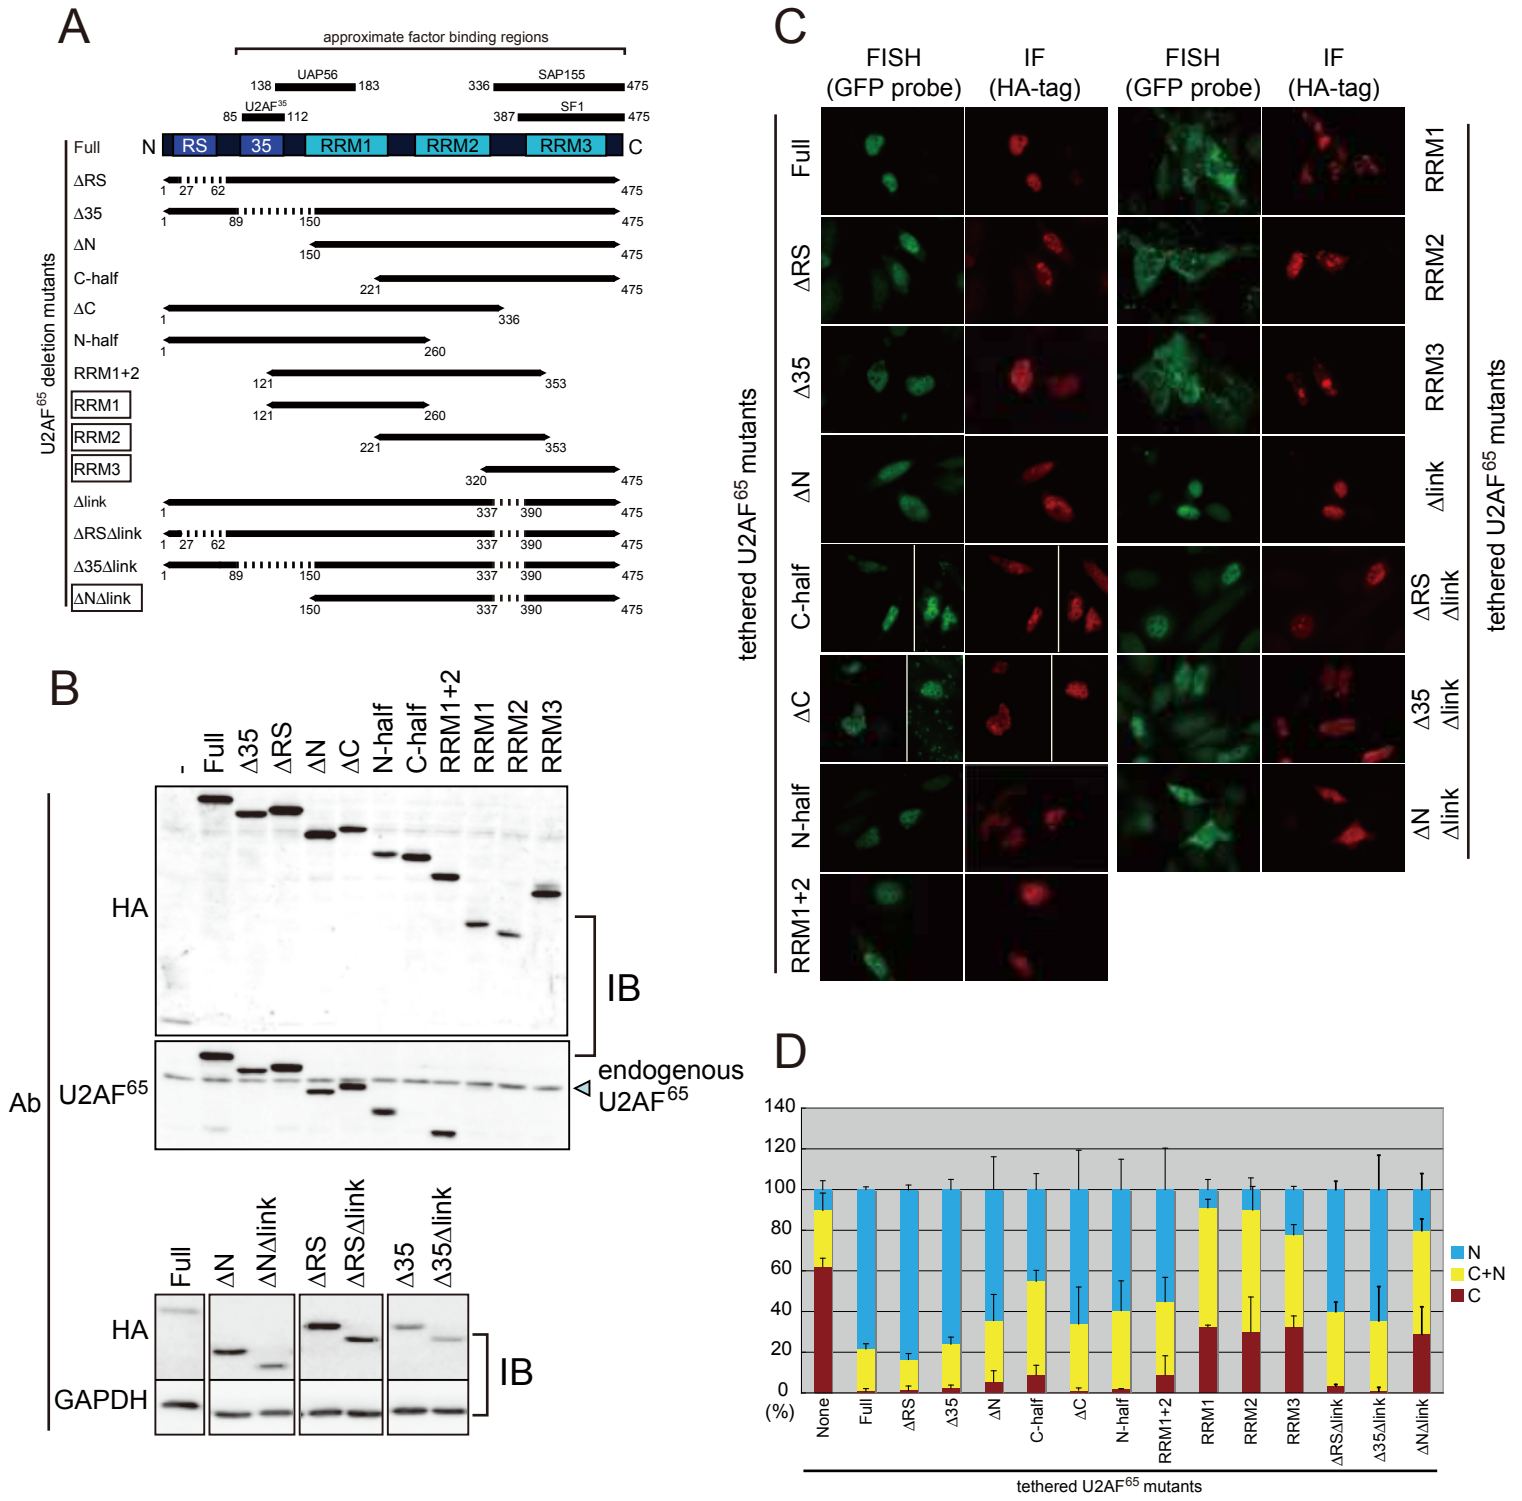 A
approximate factor binding regions
UAP56
138 183
SAP155
336 475
U2AF35
85 112
SF1
387 475
U2AF65 deletion mutants
Full N RS 35 RRM1 RRM2 RRM3 C
ΔRS
1 27 62 475
Δ35
1 89 150 475
ΔN
150 475
C-half
221 475
ΔC
1 336
N-half
1 260
RRM1+2
121 353
RRM1
121 260
RRM2
221 353
RRM3
320 475
Δlink
1 337 390 475
ΔRSΔlink
1 27 62 337 390 475
Δ35Δlink
1 89 150 337 390 475
ΔNΔlink
150 337 390 475
B
- Full Δ35 ΔRS ΔN ΔC N-half C-half RRM1+2 RRM1 RRM2 RRM3
HA
IB
Ab
U2AF65
endogenous
U2AF65
Full ΔN ΔNΔlink ΔRS ΔRSΔlink Δ35 Δ35Δlink
HA
GAPDH
IB
C
FISH
(GFP probe)
IF
(HA-tag)
FISH
(GFP probe)
IF
(HA-tag)
tethered U2AF65 mutants
Full
ΔRS
Δ35
ΔN
C-half
ΔC
N-half
RRM1+2
RRM1
RRM2
RRM3
Δlink
ΔRS
Δlink
Δ35
Δlink
ΔN
Δlink
tethered U2AF65 mutants
D
140
120
100
80
60
40
20
0
(%)
N
C+N
C
None Full ΔRS Δ35 ΔN C-half ΔC N-half RRM1+2 RRM1 RRM2 RRM3 ΔRSΔlink Δ35Δlink ΔNΔlink
tethered U2AF65 mutants